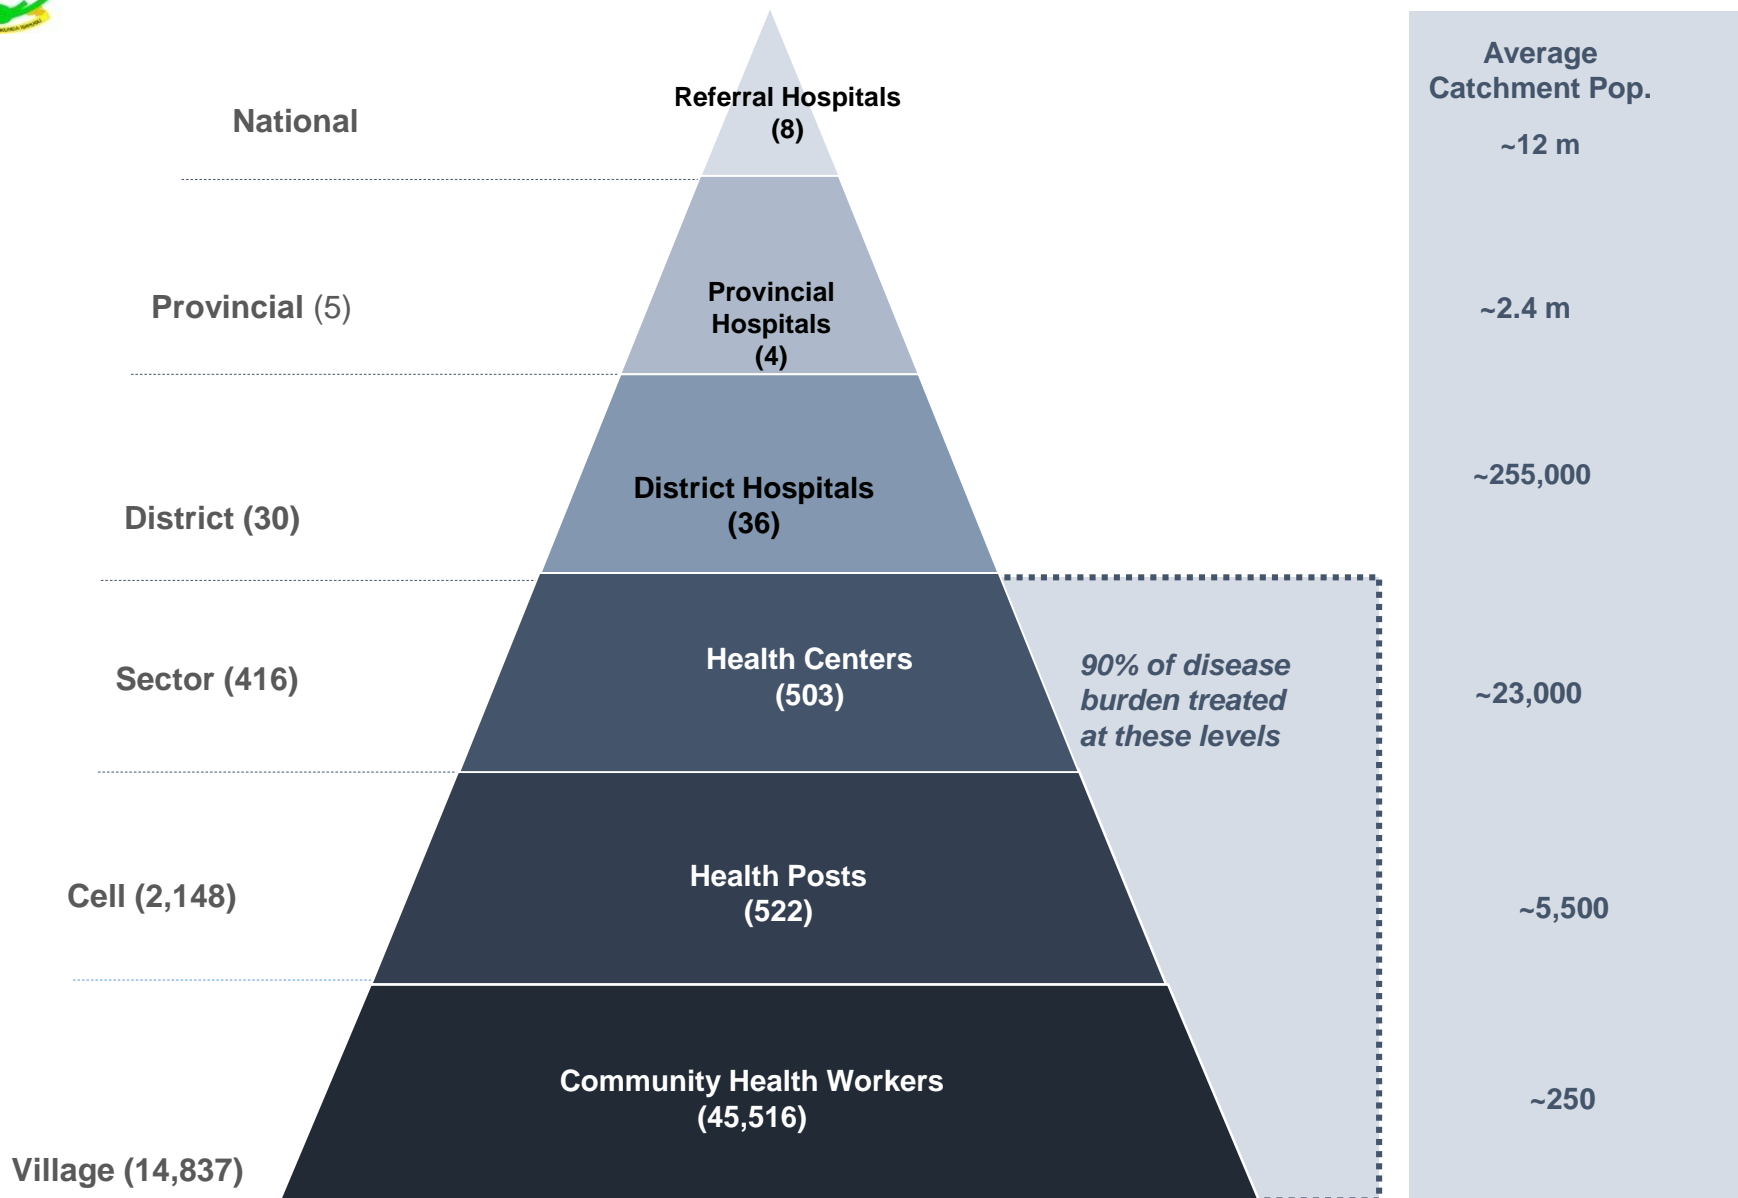 Average
Catchment Pop.
National
Referral Hospitals
(8)
~12 m
Provincial (5)
Provincial
Hospitals
(4)
~2.4 m
District (30)
District Hospitals
(36)
~255,000
Sector (416)
Health Centers
(503)
90% of disease
burden treated
at these levels
~23,000
Cell (2,148)
Health Posts
(522)
~5,500
Village (14,837)
Community Health Workers
(45,516)
~250